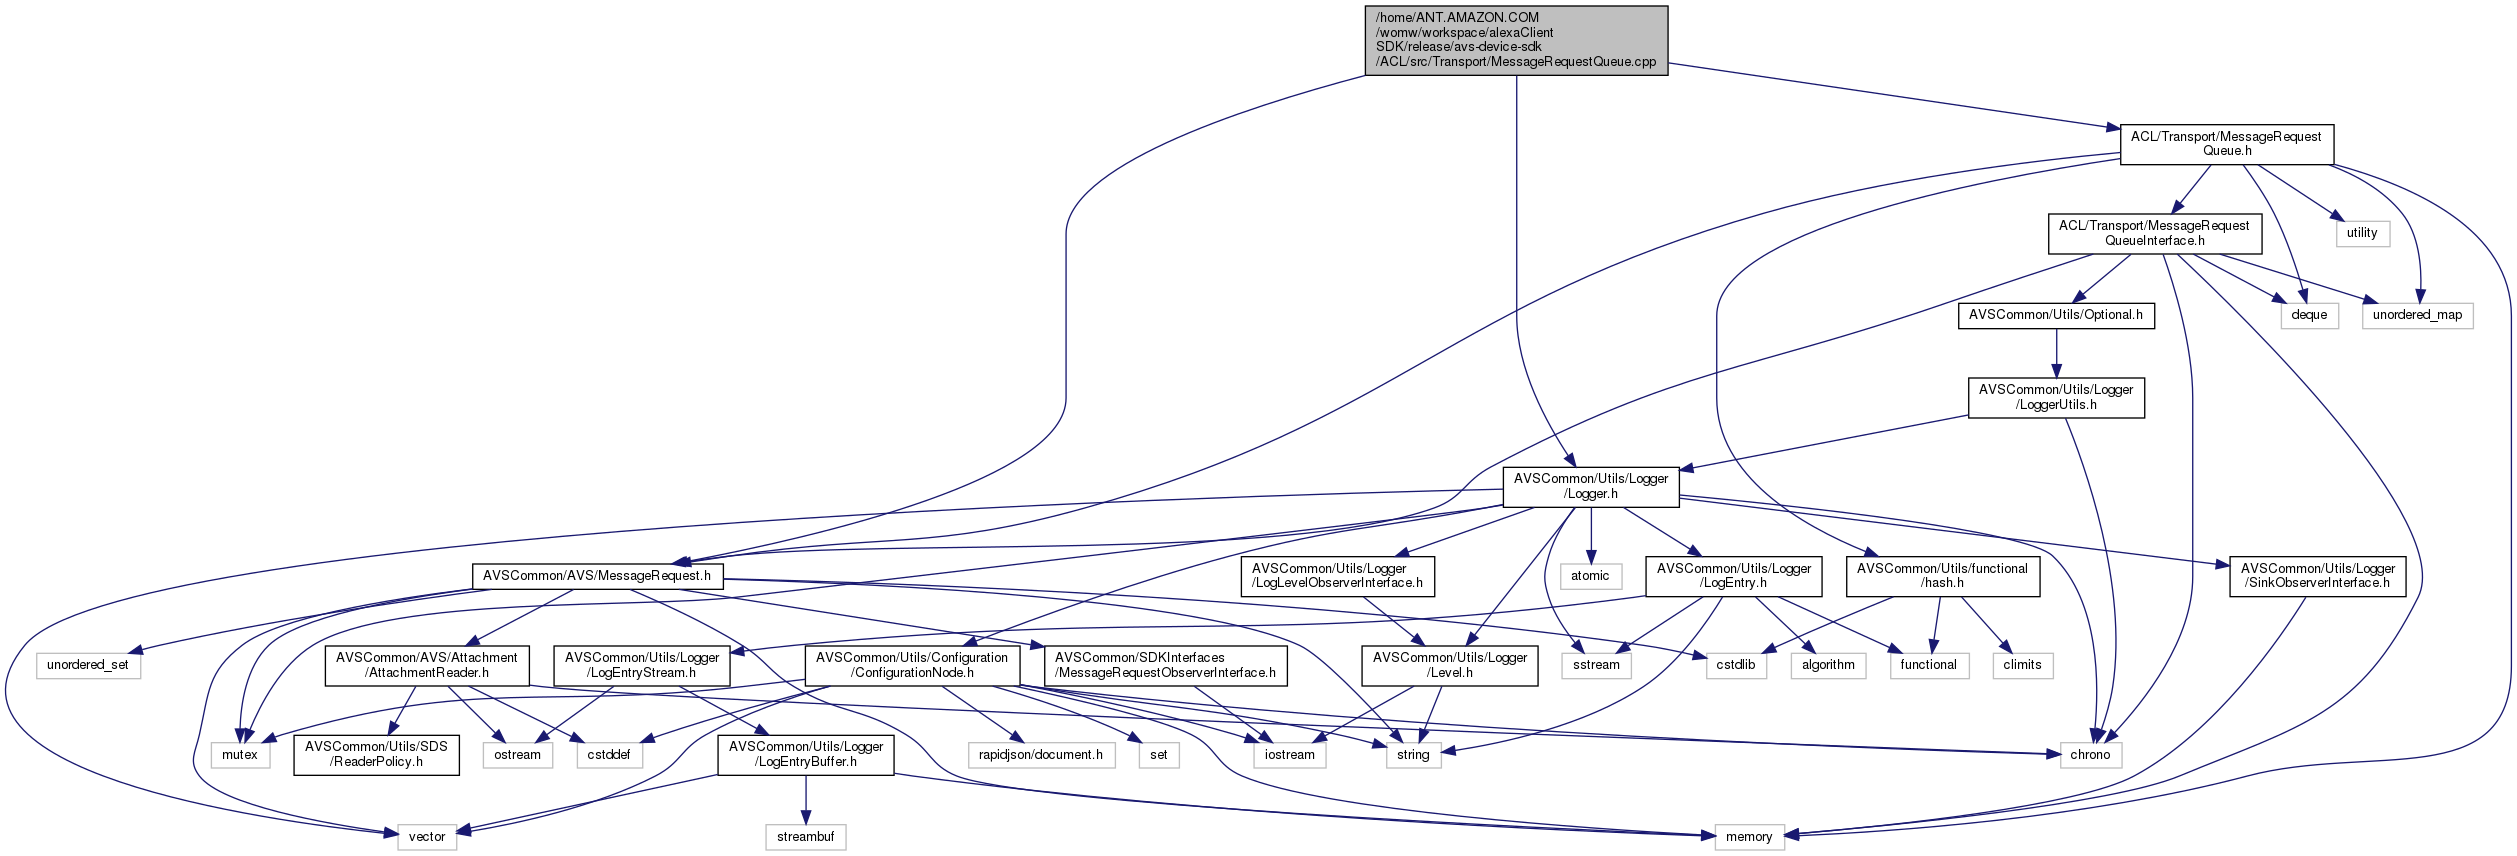 /home/ANT.AMAZON.COM
/womw/workspace/alexaClient
SDK/release/avs-device-sdk
/ACL/src/Transport/MessageRequestQueue.cpp
ACL/Transport/MessageRequest
Queue.h
ACL/Transport/MessageRequest
QueueInterface.h
utility
AVSCommon/Utils/Optional.h
deque
unordered_map
AVSCommon/Utils/Logger
/LoggerUtils.h
AVSCommon/Utils/Logger
/Logger.h
AVSCommon/AVS/MessageRequest.h
AVSCommon/Utils/Logger
/LogLevelObserverInterface.h
atomic
AVSCommon/Utils/Logger
/LogEntry.h
AVSCommon/Utils/functional
/hash.h
AVSCommon/Utils/Logger
/SinkObserverInterface.h
unordered_set
AVSCommon/AVS/Attachment
/AttachmentReader.h
AVSCommon/Utils/Logger
/LogEntryStream.h
AVSCommon/Utils/Configuration
/ConfigurationNode.h
AVSCommon/SDKInterfaces
/MessageRequestObserverInterface.h
AVSCommon/Utils/Logger
/Level.h
sstream
cstdlib
algorithm
functional
climits
mutex
AVSCommon/Utils/SDS
/ReaderPolicy.h
ostream
cstddef
AVSCommon/Utils/Logger
/LogEntryBuffer.h
rapidjson/document.h
set
iostream
string
chrono
vector
streambuf
memory